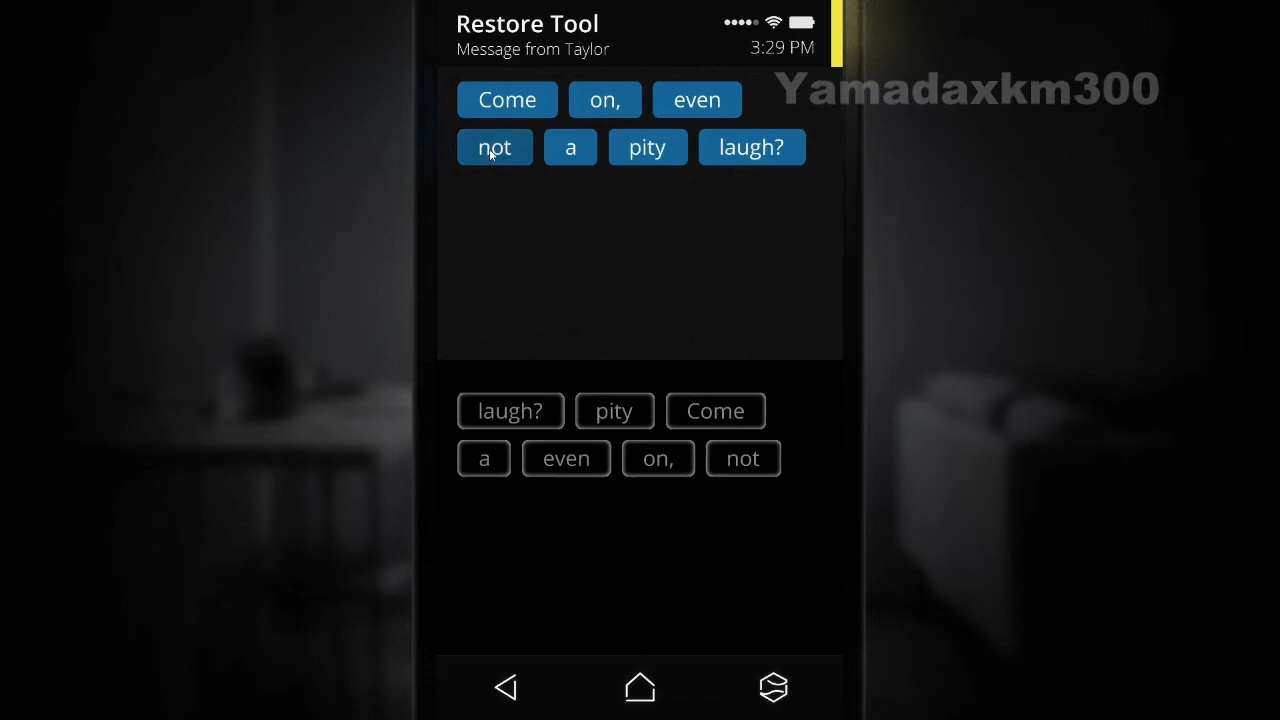 Restore Tool
Message from Taylor
3:29 PM
Yamadaxkm300
Come on, even
not a pity laugh?
laugh? pity Come
a even on, not